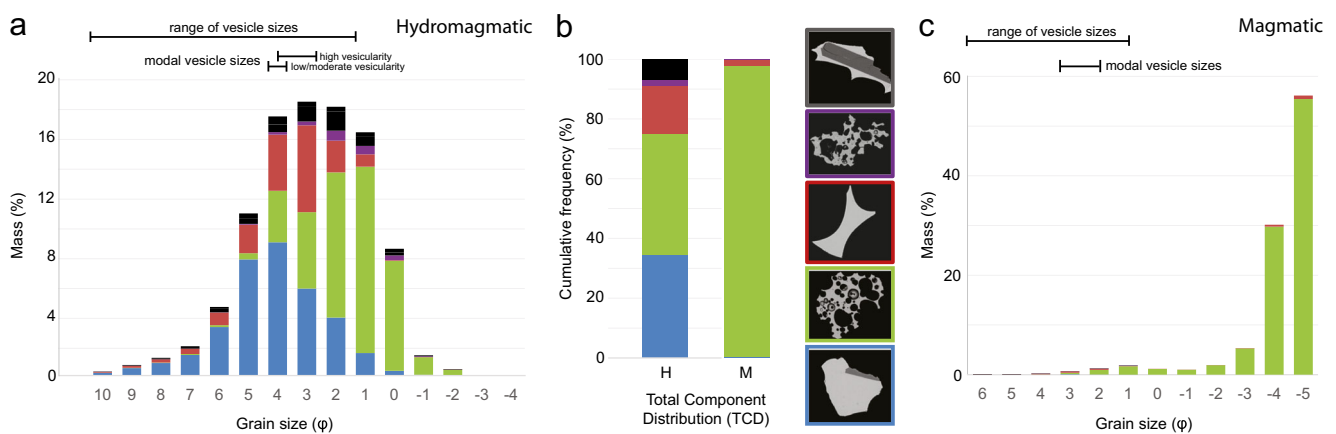 a
Hydromagmatic
range of vesicle sizes
modal vesicle sizes
high vesicularity
low/moderate vesicularity
20
16
12
8
4
0
Mass (%)
10 9 8 7 6 5 4 3 2 1 0 -1 -2 -3 -4
Grain size (φ)
b
100
80
60
40
20
0
Cumulative frequency (%)
H M
Total Component
Distribution (TCD)
c
Magmatic
range of vesicle sizes
modal vesicle sizes
60
40
20
0
Mass (%)
6 5 4 3 2 1 0 -1 -2 -3 -4 -5
Grain size (φ)